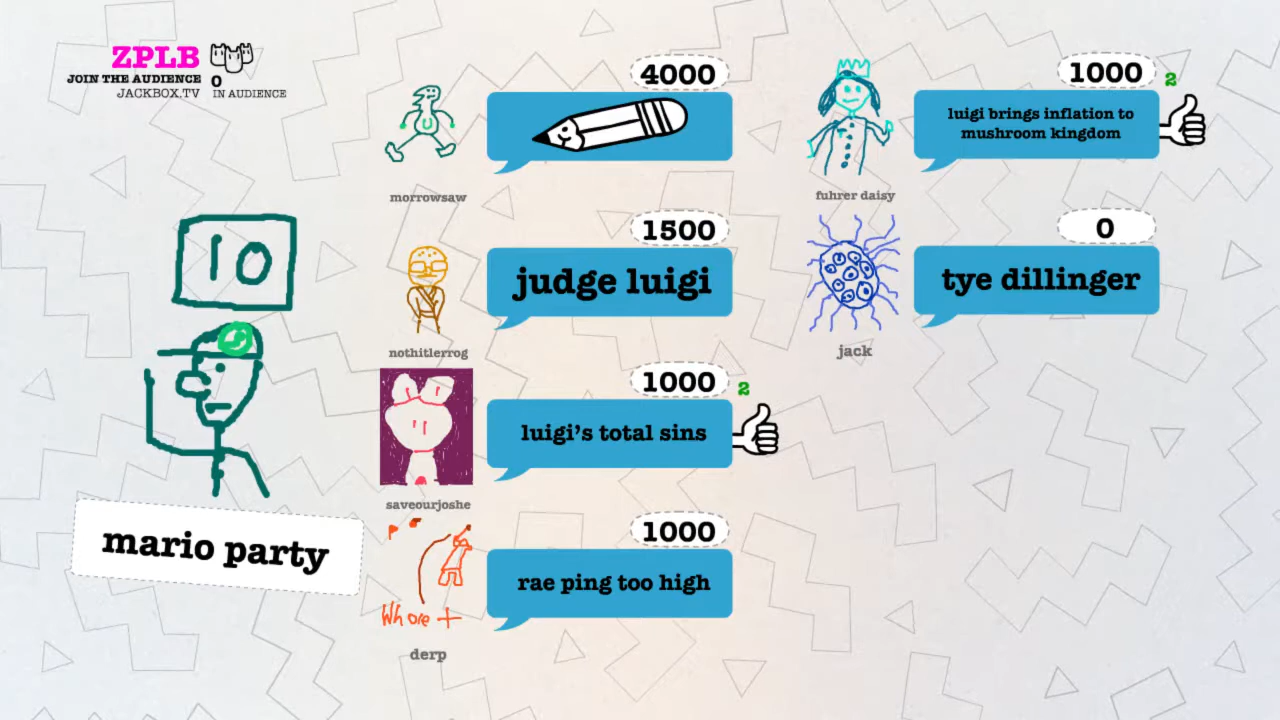 ZPLB
JOIN THE AUDIENCE
JACKBOX.TV
0
IN AUDIENCE
10
mario party
4000
morrowsaw
1500
judge luigi
nothitlerrog
1000
2
luigi's total sins
saveourjoshe
1000
rae ping too high
Whore +
derp
1000
2
luigi brings inflation to
mushroom kingdom
fuhrer daisy
0
tye dillinger
jack